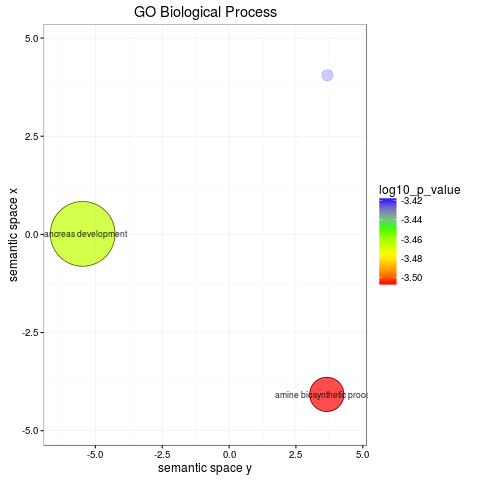 GO Biological Process
5.0
2.5
0.0
-2.5
-5.0
semantic space x
ancreas development
amine biosynthetic proc
-5.0 -2.5 0.0 2.5 5.0
semantic space y
log10_p_value
-3.42
-3.44
-3.46
-3.48
-3.50